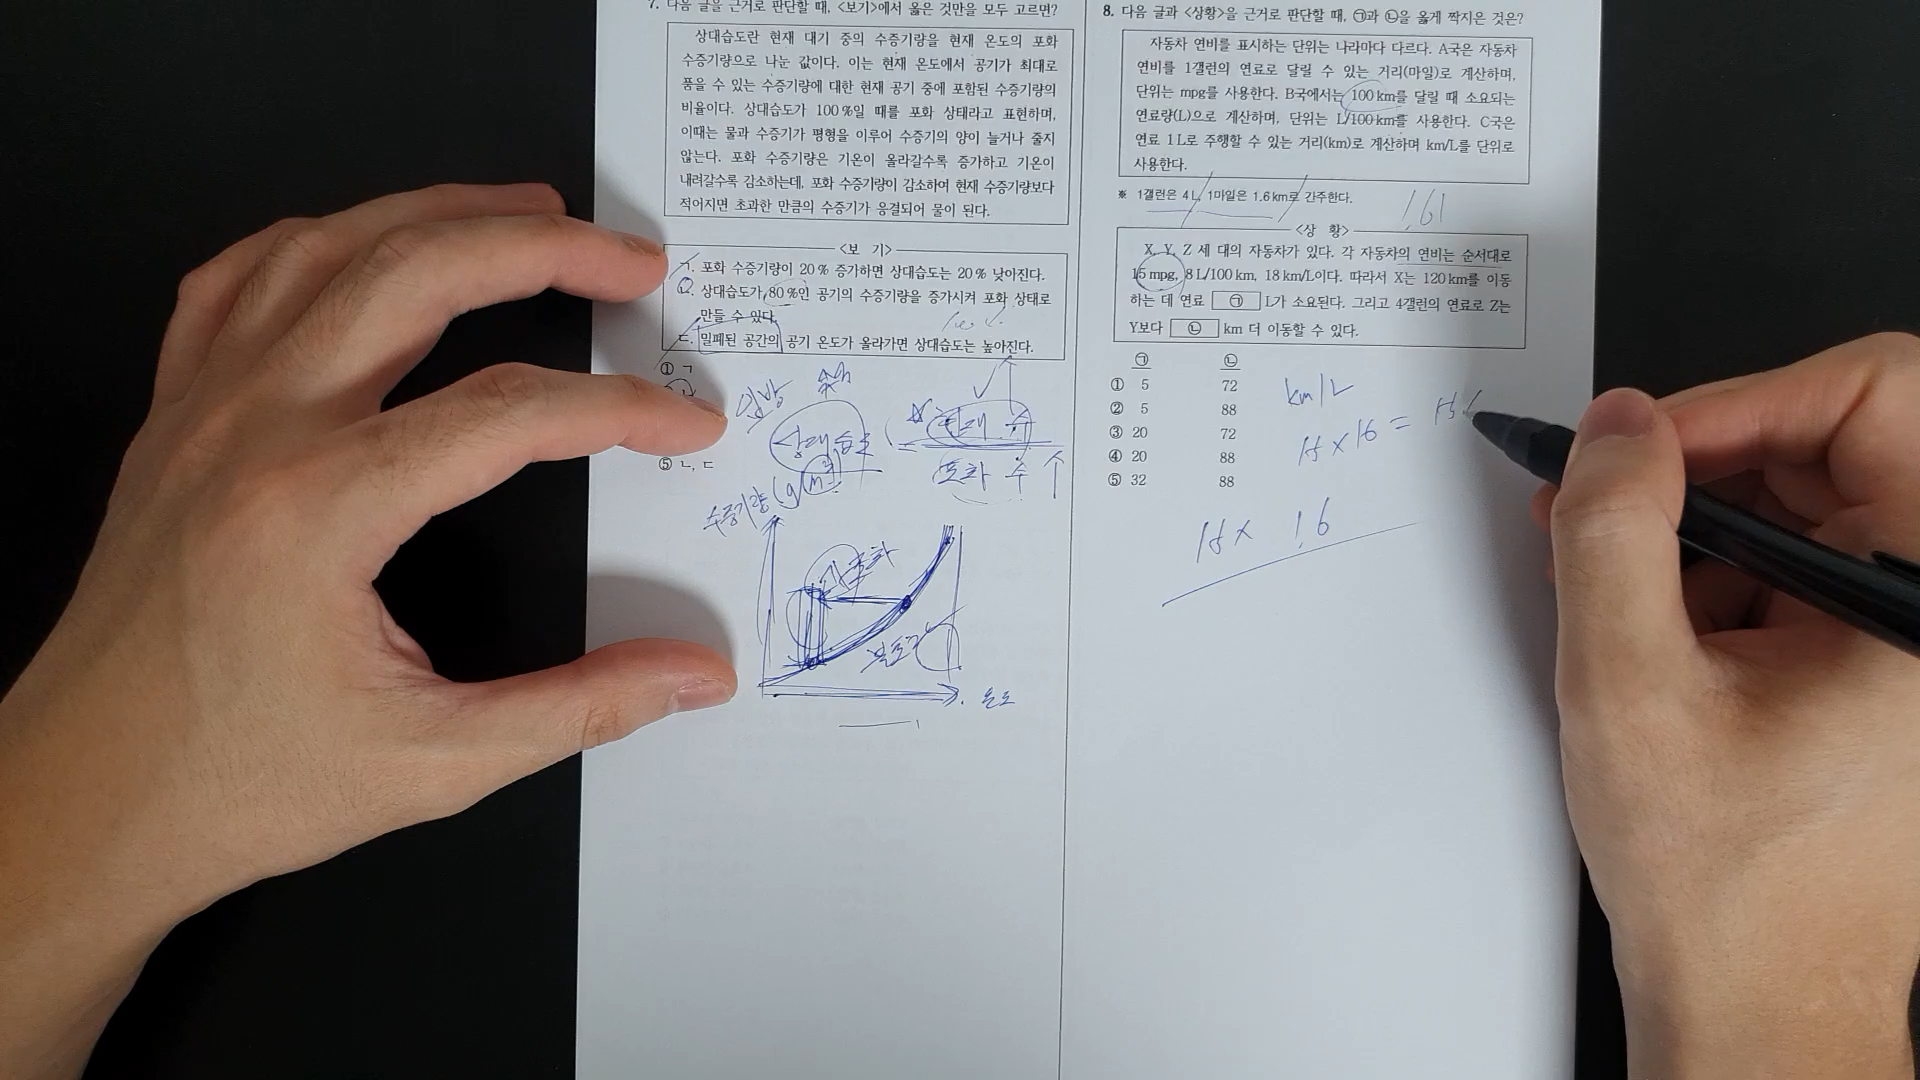 7. 다음 글을 근거로 판단할 때, <보기>에서 옳은 것만을 모두 고르면?
상대습도란 현재 대기 중의 수증기량을 현재 온도의 포화
수증기량으로 나눈 값이다. 이는 현재 온도에서 공기가 최대로
품을 수 있는 수증기량에 대한 현재 공기 중에 포함된 수증기량의
비율이다. 상대습도가 100 %일 때를 포화 상태라고 표현하며,
이때는 물과 수증기가 평형을 이루어 수증기의 양이 늘거나 줄지
않는다. 포화 수증기량은 기온이 올라갈수록 증가하고 기온이
내려갈수록 감소하는데, 포화 수증기량이 감소하여 현재 수증기량보다
적어지면 초과한 만큼의 수증기가 응결되어 물이 된다.
<보 기>
ㄱ. 포화 수증기량이 20 % 증가하면 상대습도는 20 % 낮아진다.
ㄴ. 상대습도가 80 %인 공기의 수증기량을 증가시켜 포화 상태로
만들 수 있다.
ㄷ. 밀폐된 공간의 공기 온도가 올라가면 상대습도는 높아진다.
① ㄱ
⑤ ㄴ, ㄷ
상대습도
현재 수
포화 수
수증기량 (g/m³)
온도
8. 다음 글과 <상황>을 근거로 판단할 때, ㉠과 ㉡을 옳게 짝지은 것은?
자동차 연비를 표시하는 단위는 나라마다 다르다. A국은 자동차
연비를 1갤런의 연료로 달릴 수 있는 거리(마일)로 계산하며,
단위는 mpg를 사용한다. B국에서는 100 km를 달릴 때 소요되는
연료량(L)으로 계산하며, 단위는 L/100 km를 사용한다. C국은
연료 1 L로 주행할 수 있는 거리(km)로 계산하며 km/L를 단위로
사용한다.
※ 1갤런은 4 L, 1마일은 1.6 km로 간주한다.
<상 황>
X, Y, Z 세 대의 자동차가 있다. 각 자동차의 연비는 순서대로
15 mpg, 8 L/100 km, 18 km/L이다. 따라서 X는 120 km를 이동
하는 데 연료 ㉠ L가 소요된다. 그리고 4갤런의 연료로 Z는
Y보다 ㉡ km 더 이동할 수 있다.
㉠ ㉡
① 5 72
② 5 88
③ 20 72
④ 20 88
⑤ 32 88
km/L
15 × 16 =
15 × 1.6